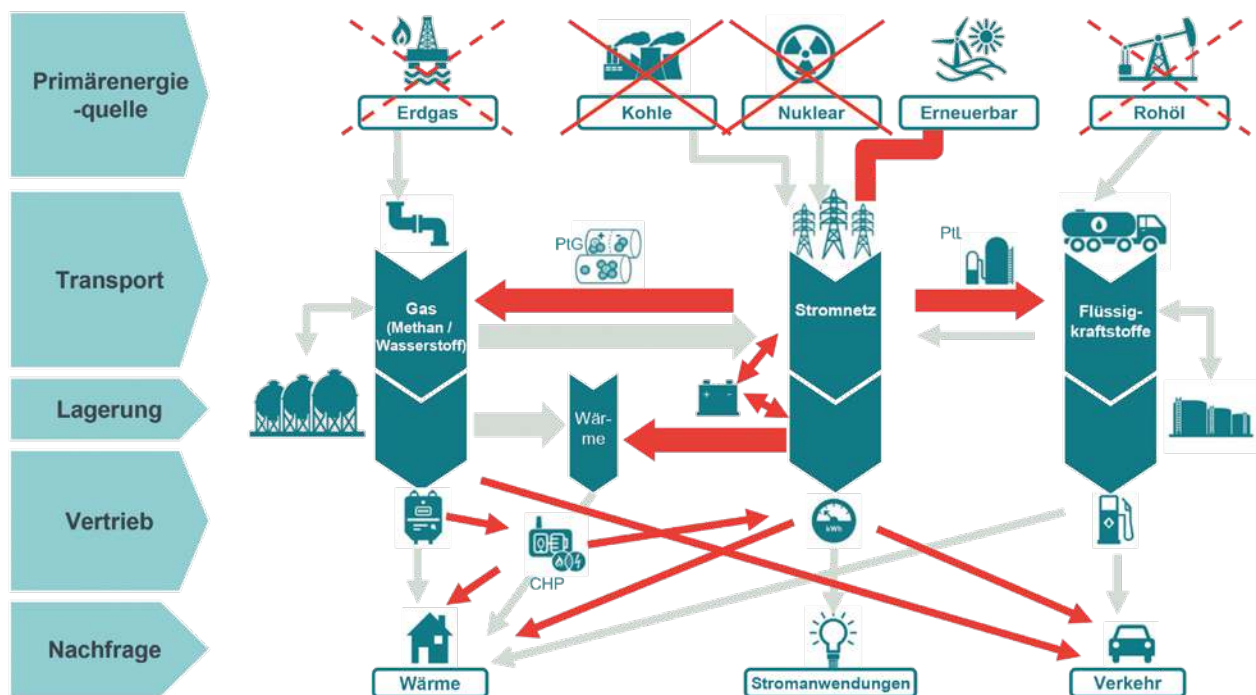 Primärenergie
-quelle
Erdgas
Kohle
Nuklear
Erneuerbar
Rohöl
Transport
PtG
PtL
Gas
(Methan /
Wasserstoff)
Stromnetz
Flüssig-
kraftstoffe
Lagerung
+ -
Wär-
me
Vertrieb
kWh
CHP
Nachfrage
Wärme
Stromanwendungen
Verkehr